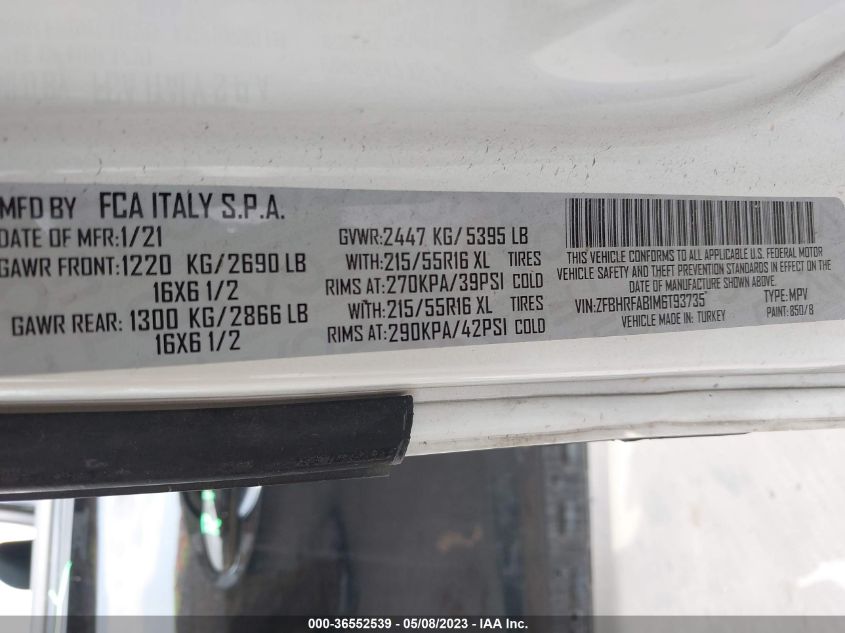 MFD BY FCA ITALY S.P.A.
DATE OF MFR:1/21 GVWR:2447 KG/5395 LB
GAWR FRONT:1220 KG/2690 LB WITH:215/55R16 XL TIRES
16X6 1/2 RIMS AT:270KPA/39PSI COLD
GAWR REAR:1300 KG/2866 LB WITH:215/55R16 XL TIRES
16X6 1/2 RIMS AT:290KPA/42PSI COLD
THIS VEHICLE CONFORMS TO ALL APPLICABLE U.S. FEDERAL MOTOR
VEHICLE SAFETY AND THEFT PREVENTION STANDARDS IN EFFECT ON THE
DATE OF MANUFACTURE SHOWN ABOVE.
VIN:ZFBHRFAB1M6T93735 TYPE:MPV
VEHICLE MADE IN: TURKEY PAINT:850/8
000-36552539 - 05/08/2023 - IAA Inc.